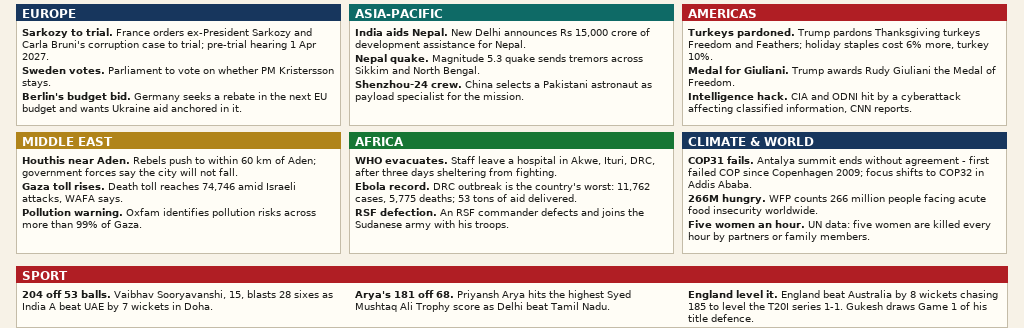 EUROPE
Sarkozy to trial. France orders ex-President Sarkozy and
Carla Bruni's corruption case to trial; pre-trial hearing 1 Apr
2027.
Sweden votes. Parliament to vote on whether PM Kristersson
stays.
Berlin's budget bid. Germany seeks a rebate in the next EU
budget and wants Ukraine aid anchored in it.
ASIA-PACIFIC
India aids Nepal. New Delhi announces Rs 15,000 crore of
development assistance for Nepal.
Nepal quake. Magnitude 5.3 quake sends tremors across
Sikkim and North Bengal.
Shenzhou-24 crew. China selects a Pakistani astronaut as
payload specialist for the mission.
AMERICAS
Turkeys pardoned. Trump pardons Thanksgiving turkeys
Freedom and Feathers; holiday staples cost 6% more, turkey
10%.
Medal for Giuliani. Trump awards Rudy Giuliani the Medal of
Freedom.
Intelligence hack. CIA and ODNI hit by a cyberattack
affecting classified information, CNN reports.
MIDDLE EAST
Houthis near Aden. Rebels push to within 60 km of Aden;
government forces say the city will not fall.
Gaza toll rises. Death toll reaches 74,746 amid Israeli
attacks, WAFA says.
Pollution warning. Oxfam identifies pollution risks across
more than 99% of Gaza.
AFRICA
WHO evacuates. Staff leave a hospital in Akwe, Ituri, DRC,
after three days sheltering from fighting.
Ebola record. DRC outbreak is the country's worst: 11,762
cases, 5,775 deaths; 53 tons of aid delivered.
RSF defection. An RSF commander defects and joins the
Sudanese army with his troops.
CLIMATE & WORLD
COP31 fails. Antalya summit ends without agreement - first
failed COP since Copenhagen 2009; focus shifts to COP32 in
Addis Ababa.
266M hungry. WFP counts 266 million people facing acute
food insecurity worldwide.
Five women an hour. UN data: five women are killed every
hour by partners or family members.
SPORT
204 off 53 balls. Vaibhav Sooryavanshi, 15, blasts 28 sixes as
India A beat UAE by 7 wickets in Doha.
Arya's 181 off 68. Priyansh Arya hits the highest Syed
Mushtaq Ali Trophy score as Delhi beat Tamil Nadu.
England level it. England beat Australia by 8 wickets chasing
185 to level the T20I series 1-1. Gukesh draws Game 1 of his
title defence.